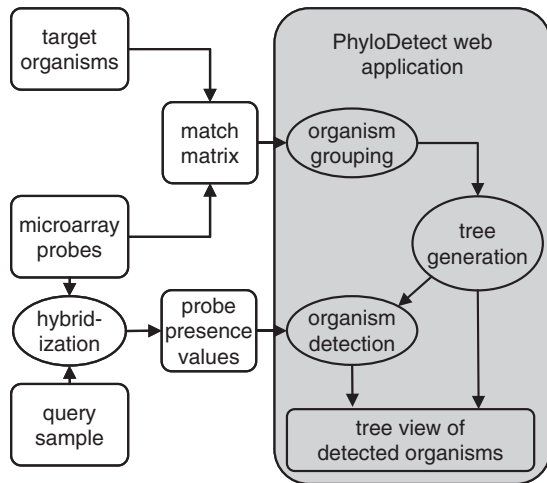 target
organisms
PhyloDetect web
application
match
matrix
organism
grouping
microarray
probes
tree
generation
hybrid-
ization
probe
presence
values
organism
detection
query
sample
tree view of
detected organisms